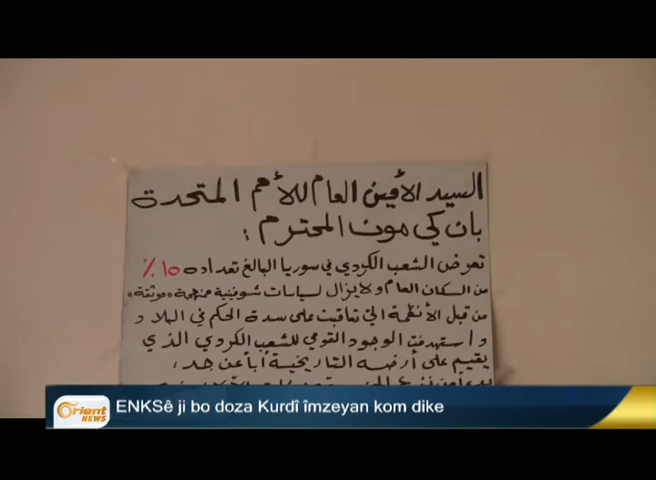 السيد الأمين العام للأمم المتحدة
بان كي مون المحترم :
تعرض الشعب الكردي في سوريا البالغ تعداده ١٥٪
من السكان العام ولايزال لسياسات شوفينية ممنهجة «موثقة»
من قبل الأنظمة التي تعاقبت على سدة الحكم في البلاد
واستهدفت الوجود القومي للشعب الكردي الذي
يقيم على أرضه التاريخية أباً عن جد ،
Orient NEWS
ENKSê ji bo doza Kurdî îmzeyan kom dike